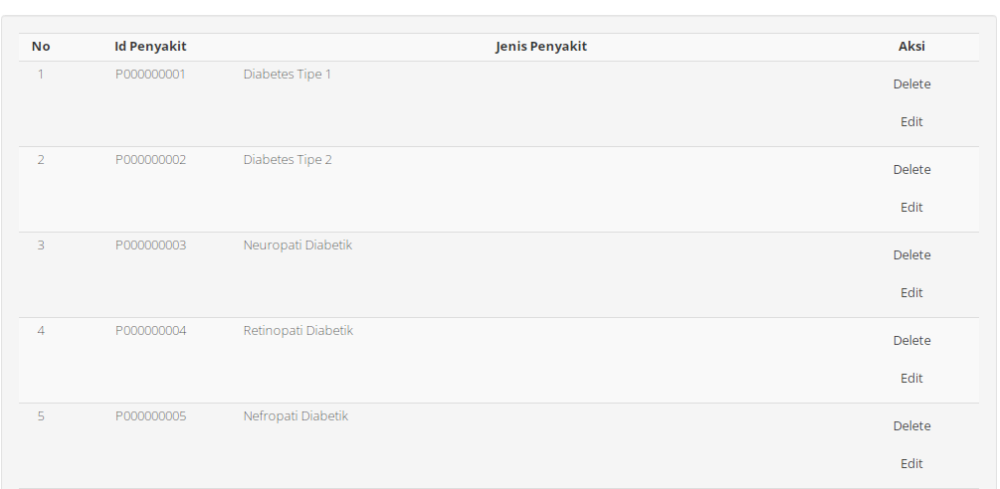 No Id Penyakit Jenis Penyakit Aksi
1 P000000001 Diabetes Tipe 1 Delete
Edit
2 P000000002 Diabetes Tipe 2 Delete
Edit
3 P000000003 Neuropati Diabetik Delete
Edit
4 P000000004 Retinopati Diabetik Delete
Edit
5 P000000005 Nefropati Diabetik Delete
Edit